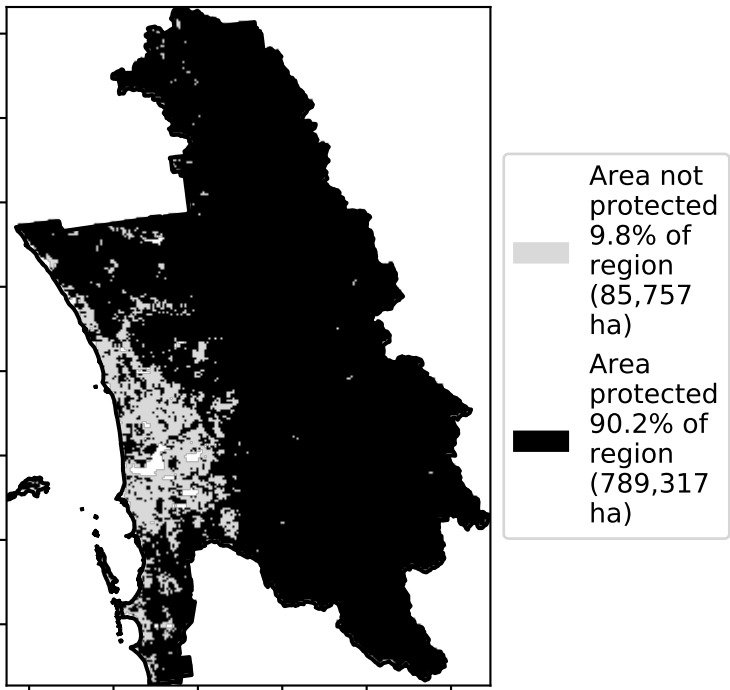 Area not
protected
9.8% of
region
(85,757
ha)
Area
protected
90.2% of
region
(789,317
ha)